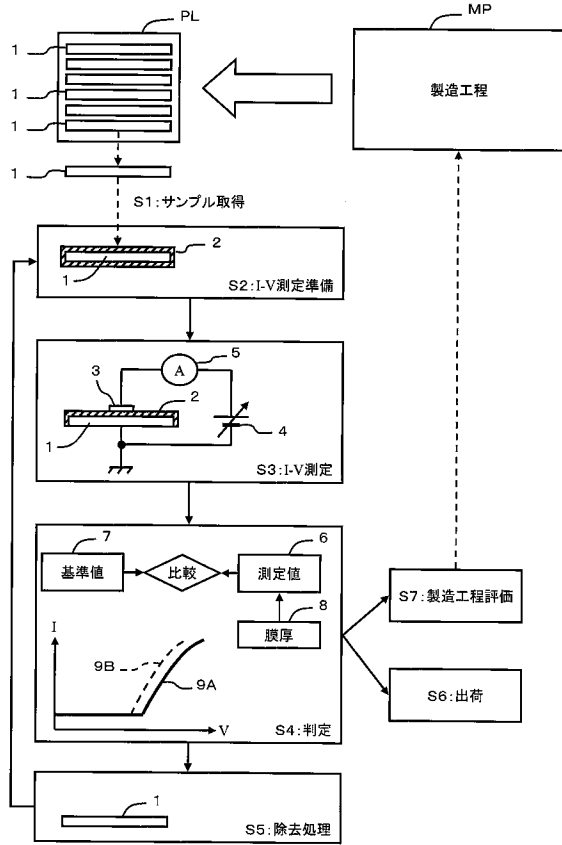 PL
MP
1
1
1
製造工程
1
S1:サンプル取得
2
1
S2:I-V測定準備
5
A
3
2
1
4
S3:I-V測定
7
6
基準値
比較
測定値
8
膜厚
I
9B
9A
V
S4:判定
S7:製造工程評価
S6:出荷
1
S5:除去処理